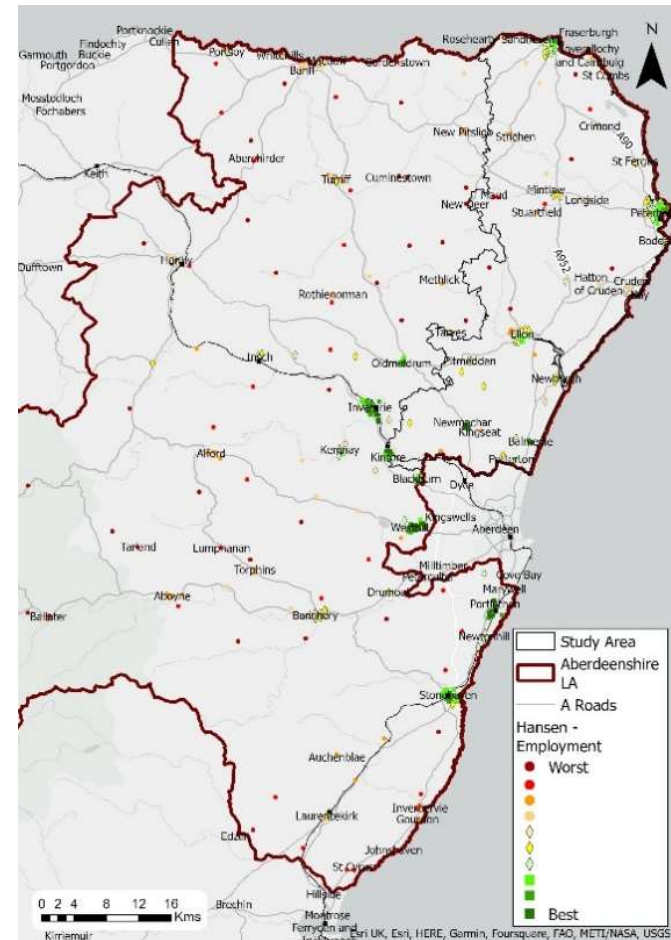 Portknockie
Findochty
Cullen
Garmouth
Buckie
Portgordon
Portsoy
Whitehills
Macduff
Banff
Gardenstown
Rosehearty
Sandhaven
Fraserburgh
Inverallochy
and Cairnbulg
St Combs
N
Mosstodloch
Fochabers
New Pitsligo
Strichen
Crimond
A90
Aberchirder
St Fergus
Keith
Turriff
Cuminestown
Mintlaw
Longside
New Deer
Maud
Stuartfield
Dufftown
Huntly
A952
Hatton
of Cruden
Cruden
Bay
Methlick
Rothienorman
Tarves
Ellon
Insch
Oldmeldrum
Pitmedden
Newburgh
Inverurie
Newmachar
Kingseat
Balmedie
Alford
Kemnay
Kintore
Potterton
Blackburn
Dyce
Kingswells
Westhill
Aberdeen
Tarland
Lumphanan
Torphins
Milltimber
Peterculter
Cove Bay
Aboyne
Drumoak
Marywell
Portlethen
Ballater
Banchory
Newtonhill
Stonehaven
Auchenblae
Laurencekirk
Inverbervie
Gourdon
Edzell
Johnshaven
St Cyrus
Hillside
Brechin
Montrose
Ferryden and
Kirriemuir
Study Area
Aberdeenshire
LA
A Roads
Hansen -
Employment
Worst
Best
0 2 4 8 12 16
Kms
Esri UK, Esri, HERE, Garmin, Foursquare, FAO, METI/NASA, USGS